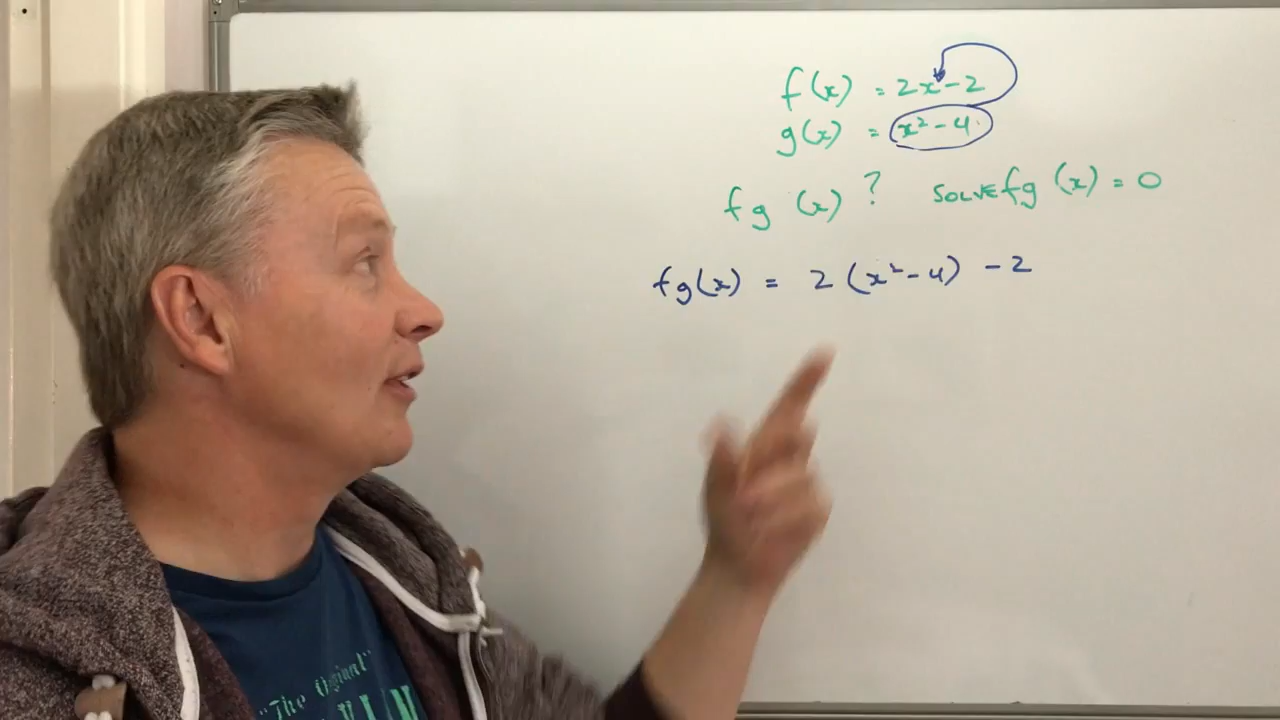 f(x) = 2x-2
g(x) = x²-4.
fg (x) ? SOLVE fg (x) = 0
fg(x) = 2(x²-4) -2
"The Original"